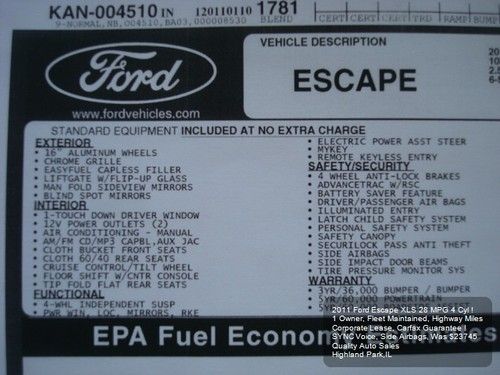 KAN-004510 IN 120110110 1781
9-NORMAL,NB,004510,BA03,000008530 BLEND CERT CERT CERT TRD RAMP BUMP
VEHICLE DESCRIPTION
Ford
www.fordvehicles.com
ESCAPE
STANDARD EQUIPMENT INCLUDED AT NO EXTRA CHARGE
EXTERIOR
• 16" ALUMINUM WHEELS
• CHROME GRILLE
• EASYFUEL CAPLESS FILLER
• LIFTGATE W/FLIP-UP GLASS
• MAN FOLD SIDEVIEW MIRRORS
• BLIND SPOT MIRRORS
INTERIOR
• 1-TOUCH DOWN DRIVER WINDOW
• 12V POWER OUTLETS (2)
• AIR CONDITIONING - MANUAL
• AM/FM CD/MP3 CAPBL,AUX JAC
• CLOTH BUCKET FRONT SEATS
• CLOTH 60/40 REAR SEATS
• CRUISE CONTROL/TILT WHEEL
• FLOOR SHIFT W/CNTR CONSOLE
• TIP FOLD FLAT REAR SEATS
FUNCTIONAL
• 4-WHL INDEPENDENT SUSP
• PWR WIN, LOC, MIRRORS, RKE
• ELECTRIC POWER ASST STEER
• MYKEY
• REMOTE KEYLESS ENTRY
SAFETY/SECURITY
• 4 WHEEL ANTI-LOCK BRAKES
• ADVANCETRAC W/RSC
• BATTERY SAVER FEATURE
• DRIVER/PASSENGER AIR BAGS
• ILLUMINATED ENTRY
• LATCH CHILD SAFETY SYSTEM
• PERSONAL SAFETY SYSTEM
• SAFETY CANOPY
• SECURILOCK PASS ANTI THEFT
• SIDE AIRBAGS
• SIDE IMPACT DOOR BEAMS
• TIRE PRESSURE MONITOR SYS
WARRANTY
• 3YR/36,000 BUMPER / BUMPER
• 5YR/60,000 POWERTRAIN
EPA Fuel Economy Estimates
2011 Ford Escape XLS 28 MPG 4 Cyl !
1 Owner, Fleet Maintained, Highway Miles
Corporate Lease, Carfax Guarantee !
SYNC Voice, Side Airbags, Was $23745
Quality Auto Sales
Highland Park,IL